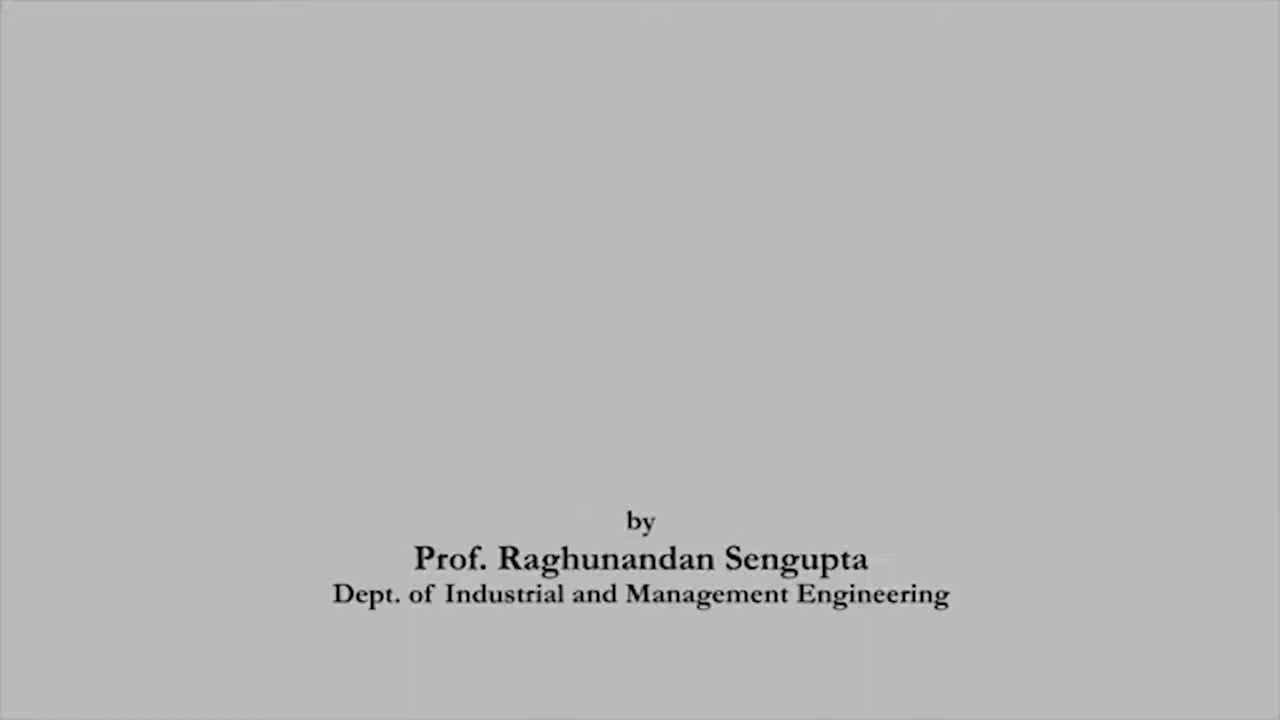 by
Prof. Raghunandan Sengupta
Dept. of Industrial and Management Engineering